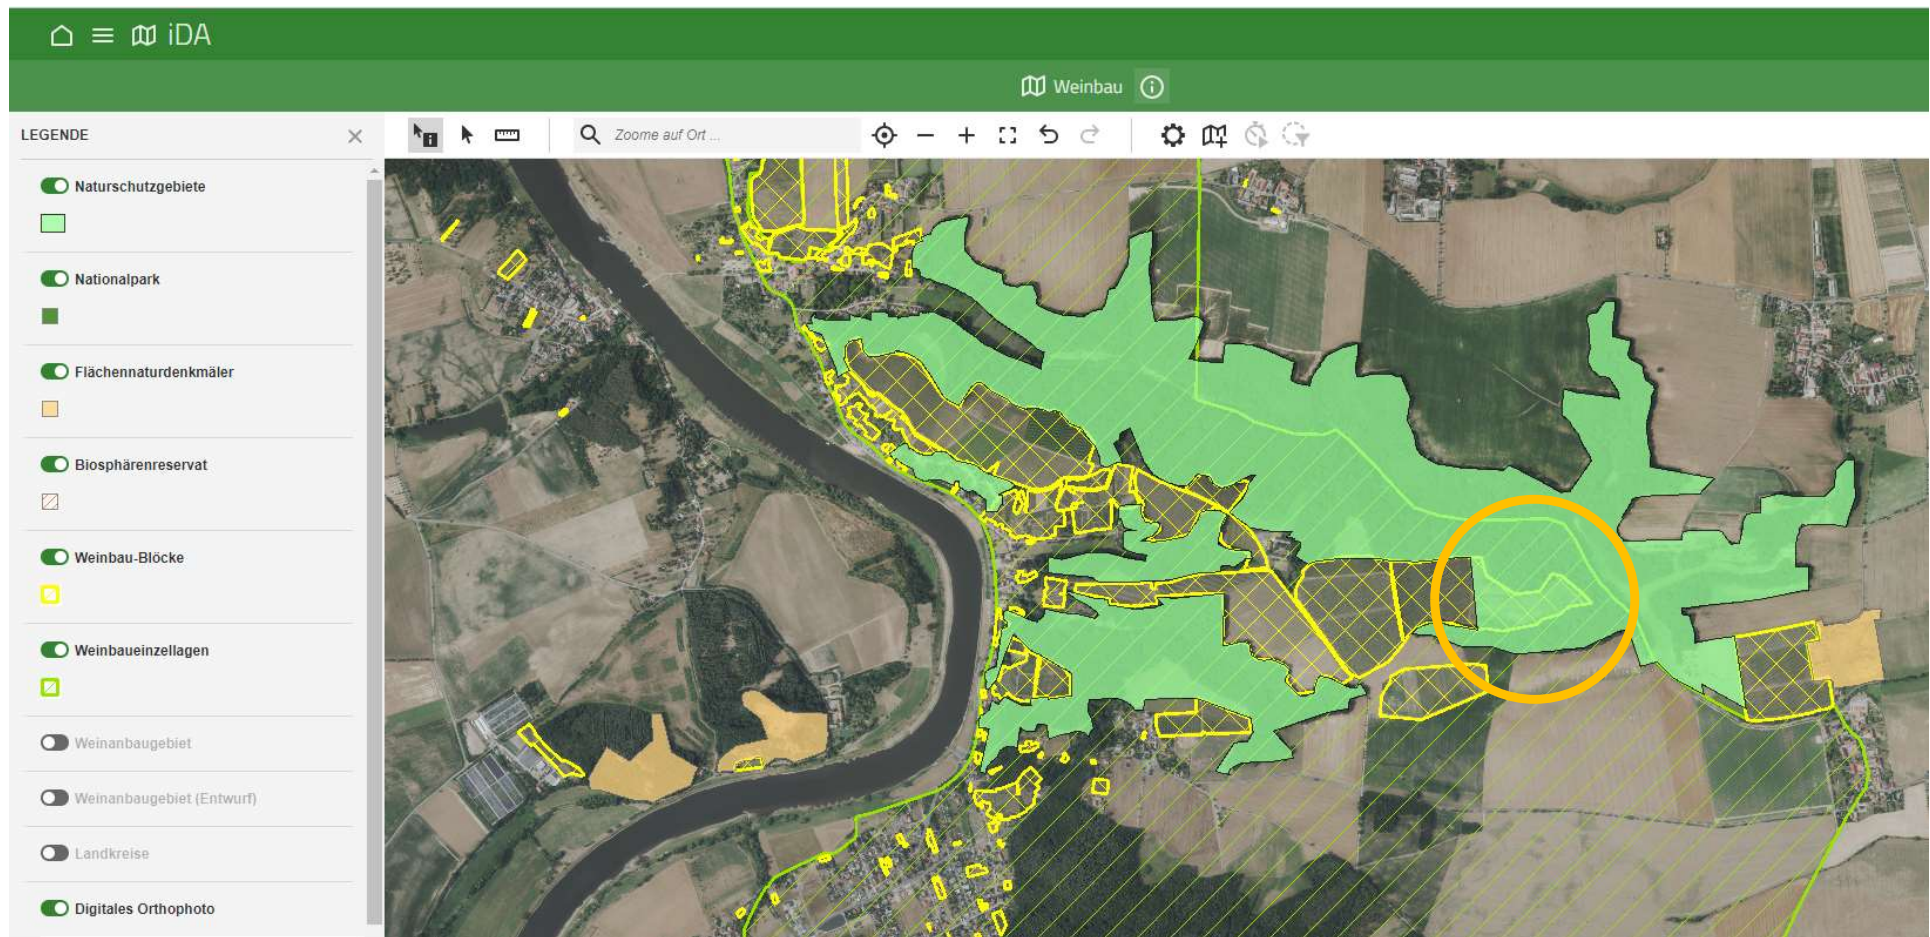 iDA
Weinbau
LEGENDE
Zoome auf Ort ...
Naturschutzgebiete
Nationalpark
Flächennaturdenkmäler
Biosphärenreservat
Weinbau-Blöcke
Weinbaueinzellagen
Weinanbaugebiet
Weinanbaugebiet (Entwurf)
Landkreise
Digitales Orthophoto